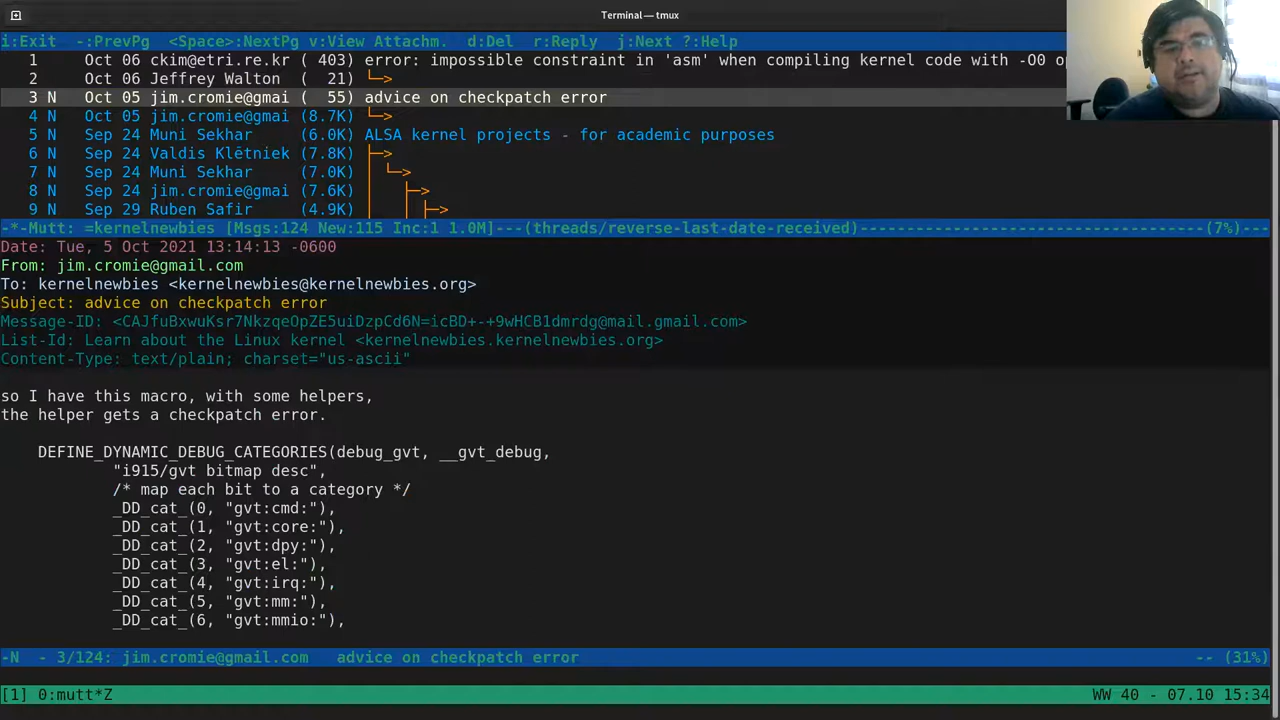 Terminal — tmux
i:Exit -:PrevPg <Space>:NextPg v:View Attachm. d:Del r:Reply j:Next ?:Help
1 Oct 06 ckim@etri.re.kr ( 403) error: impossible constraint in 'asm' when compiling kernel code with -O0 op
2 Oct 06 Jeffrey Walton ( 21) └─>
3 N Oct 05 jim.cromie@gmai ( 55) advice on checkpatch error
4 N Oct 05 jim.cromie@gmai (8.7K) └─>
5 N Sep 24 Muni Sekhar (6.0K) ALSA kernel projects - for academic purposes
6 N Sep 24 Valdis Klētniek (7.8K) ├─>
7 N Sep 24 Muni Sekhar (7.0K) │ └─>
8 N Sep 24 jim.cromie@gmai (7.6K) │ ├─>
9 N Sep 29 Ruben Safir (4.9K) │ │ ├─>
-*-Mutt: =kernelnewbies [Msgs:124 New:115 Inc:1 1.0M]---(threads/reverse-last-date-received)-------------------------------------(7%)---
Date: Tue, 5 Oct 2021 13:14:13 -0600
From: jim.cromie@gmail.com
To: kernelnewbies <kernelnewbies@kernelnewbies.org>
Subject: advice on checkpatch error
Message-ID: <CAJfuBxwuKsr7NkzqeOpZE5uiDzpCd6N=icBD+-+9wHCB1dmrdg@mail.gmail.com>
List-Id: Learn about the Linux kernel <kernelnewbies.kernelnewbies.org>
Content-Type: text/plain; charset="us-ascii"
so I have this macro, with some helpers,
the helper gets a checkpatch error.
DEFINE_DYNAMIC_DEBUG_CATEGORIES(debug_gvt, __gvt_debug,
"i915/gvt bitmap desc",
/* map each bit to a category */
_DD_cat_(0, "gvt:cmd:"),
_DD_cat_(1, "gvt:core:"),
_DD_cat_(2, "gvt:dpy:"),
_DD_cat_(3, "gvt:el:"),
_DD_cat_(4, "gvt:irq:"),
_DD_cat_(5, "gvt:mm:"),
_DD_cat_(6, "gvt:mmio:"),
-N - 3/124: jim.cromie@gmail.com advice on checkpatch error -- (31%)
[1] 0:mutt*Z WW 40 - 07.10 15:34